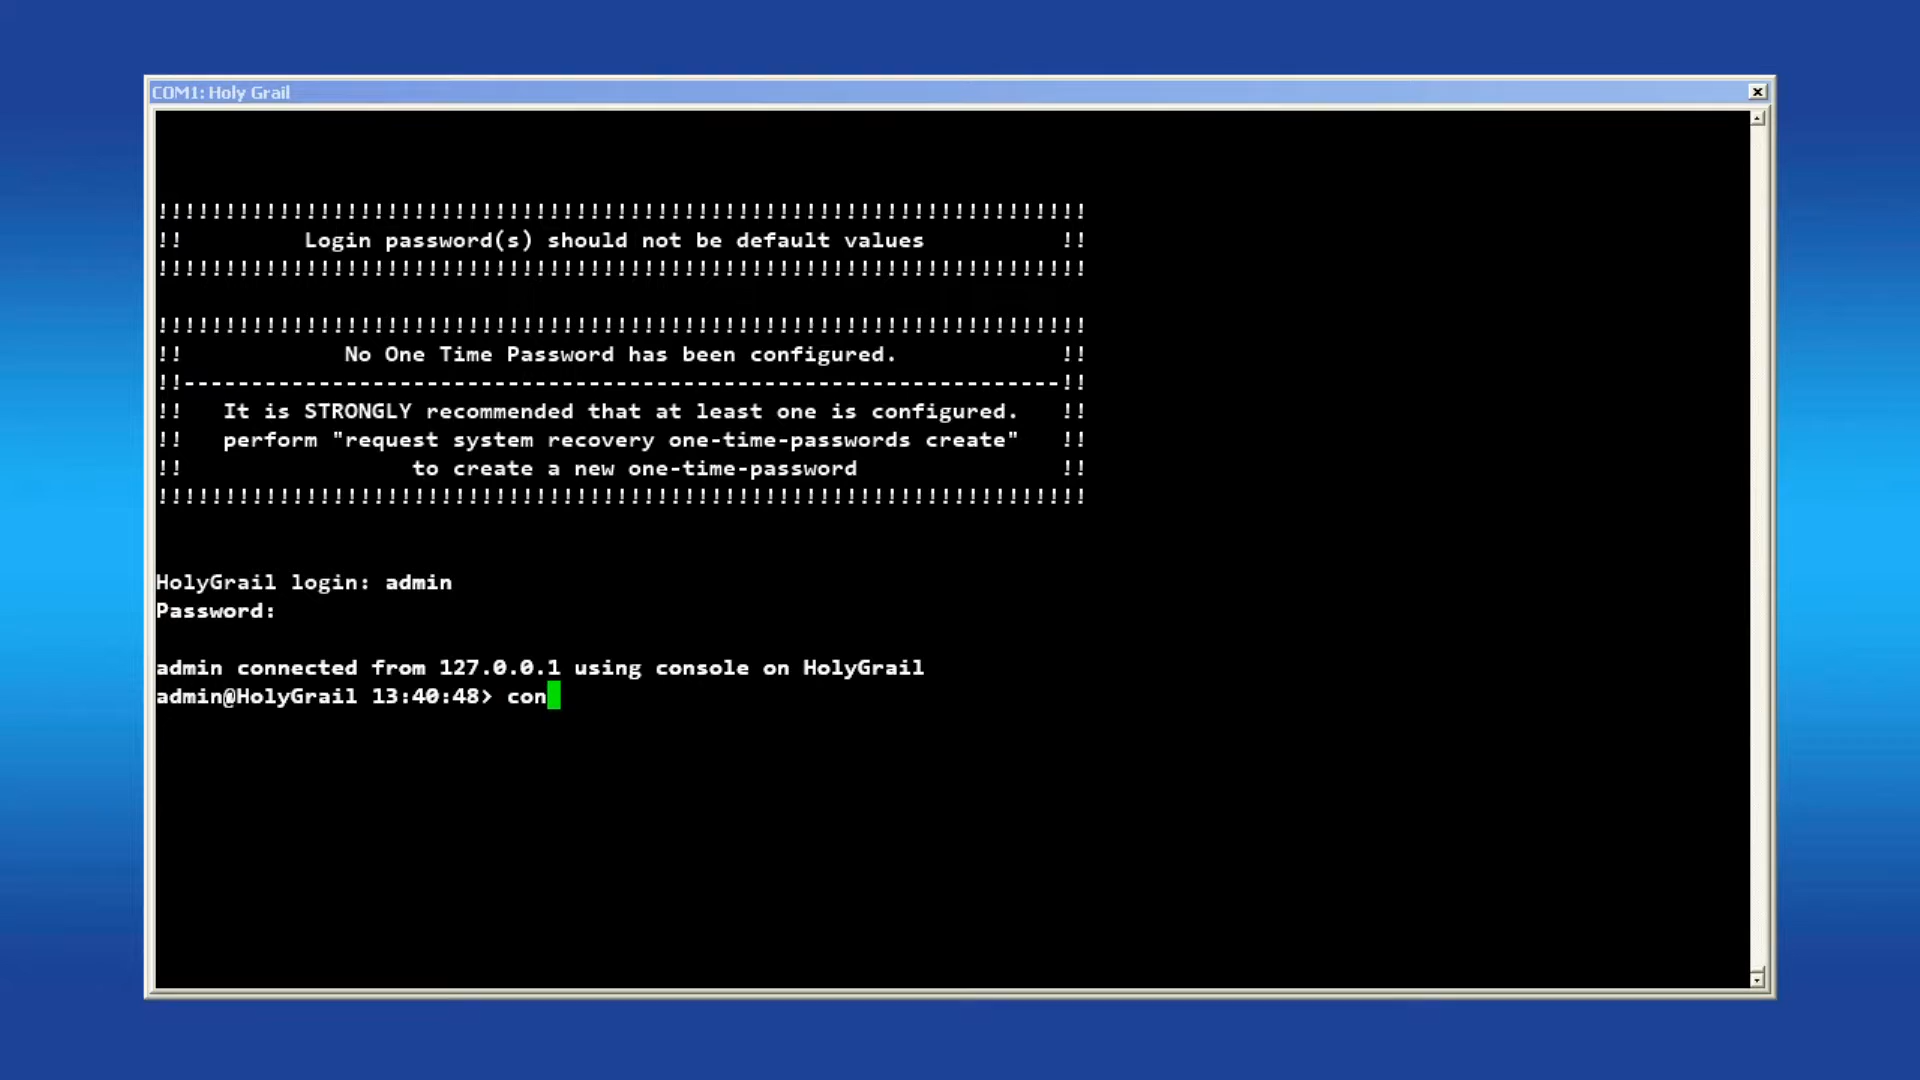 COM1: Holy Grail
!!!!!!!!!!!!!!!!!!!!!!!!!!!!!!!!!!!!!!!!!!!!!!!!!!!!!!!!!!!!!!!!!!!!!
!!         Login password(s) should not be default values          !!
!!!!!!!!!!!!!!!!!!!!!!!!!!!!!!!!!!!!!!!!!!!!!!!!!!!!!!!!!!!!!!!!!!!!!
!!!!!!!!!!!!!!!!!!!!!!!!!!!!!!!!!!!!!!!!!!!!!!!!!!!!!!!!!!!!!!!!!!!!!
!!            No One Time Password has been configured.            !!
!!-----------------------------------------------------------------!!
!!   It is STRONGLY recommended that at least one is configured.   !!
!!   perform "request system recovery one-time-passwords create"   !!
!!                 to create a new one-time-password               !!
!!!!!!!!!!!!!!!!!!!!!!!!!!!!!!!!!!!!!!!!!!!!!!!!!!!!!!!!!!!!!!!!!!!!!
HolyGrail login: admin
Password:
admin connected from 127.0.0.1 using console on HolyGrail
admin@HolyGrail 13:40:48> con